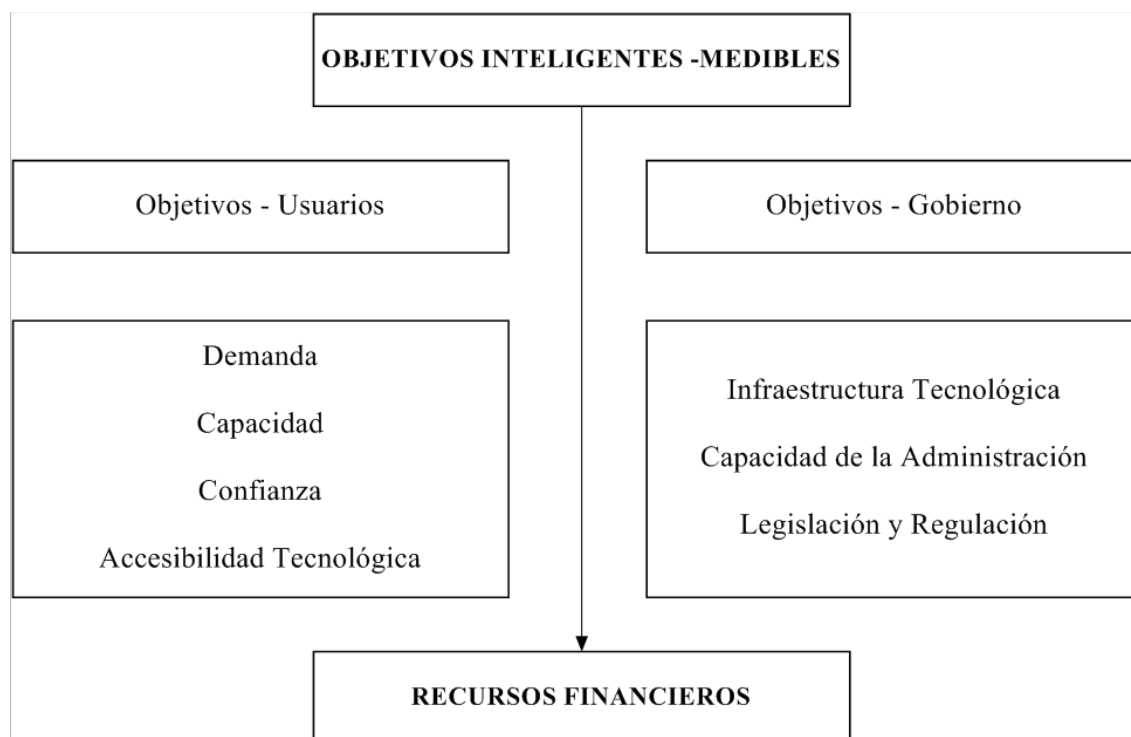 OBJETIVOS INTELIGENTES -MEDIBLES
Objetivos - Usuarios
Objetivos - Gobierno
Demanda
Capacidad
Confianza
Accesibilidad Tecnológica
Infraestructura Tecnológica
Capacidad de la Administración
Legislación y Regulación
RECURSOS FINANCIEROS